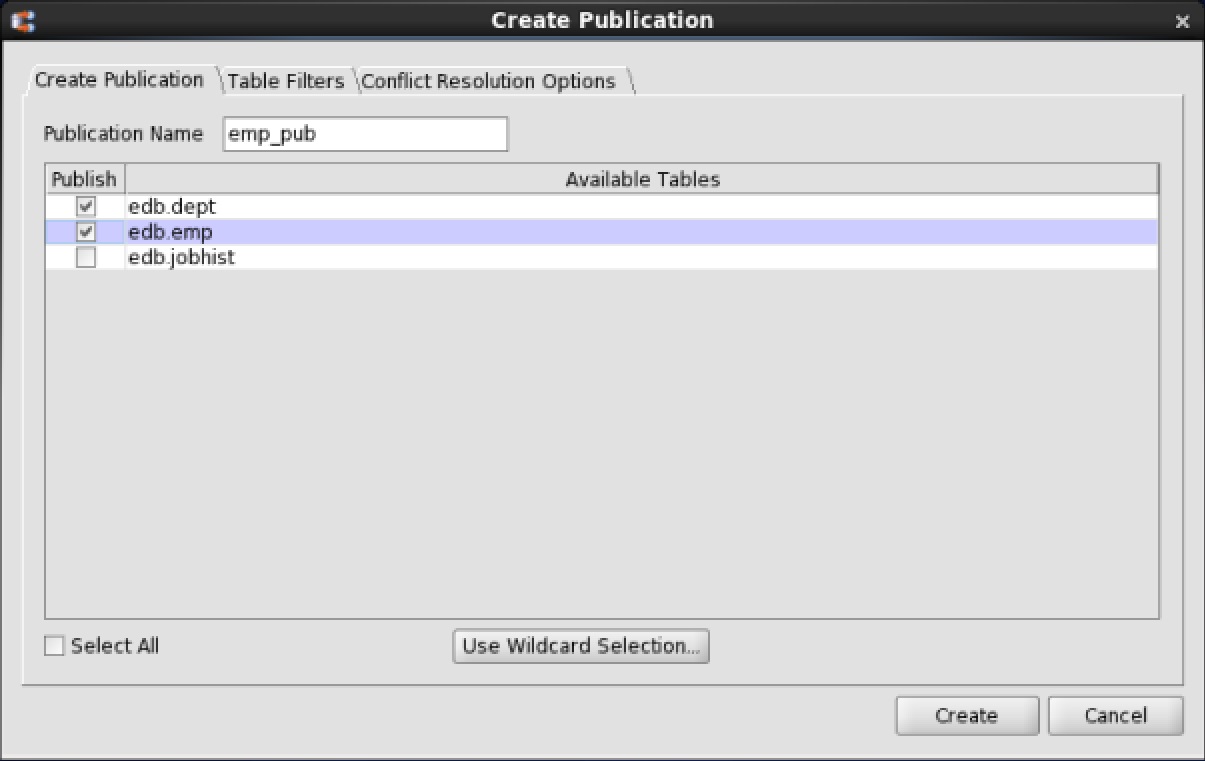 Create Publication
Create Publication Table Filters Conflict Resolution Options
Publication Name emp_pub
Publish Available Tables
edb.dept
edb.emp
edb.jobhist
Select All Use Wildcard Selection...
Create Cancel